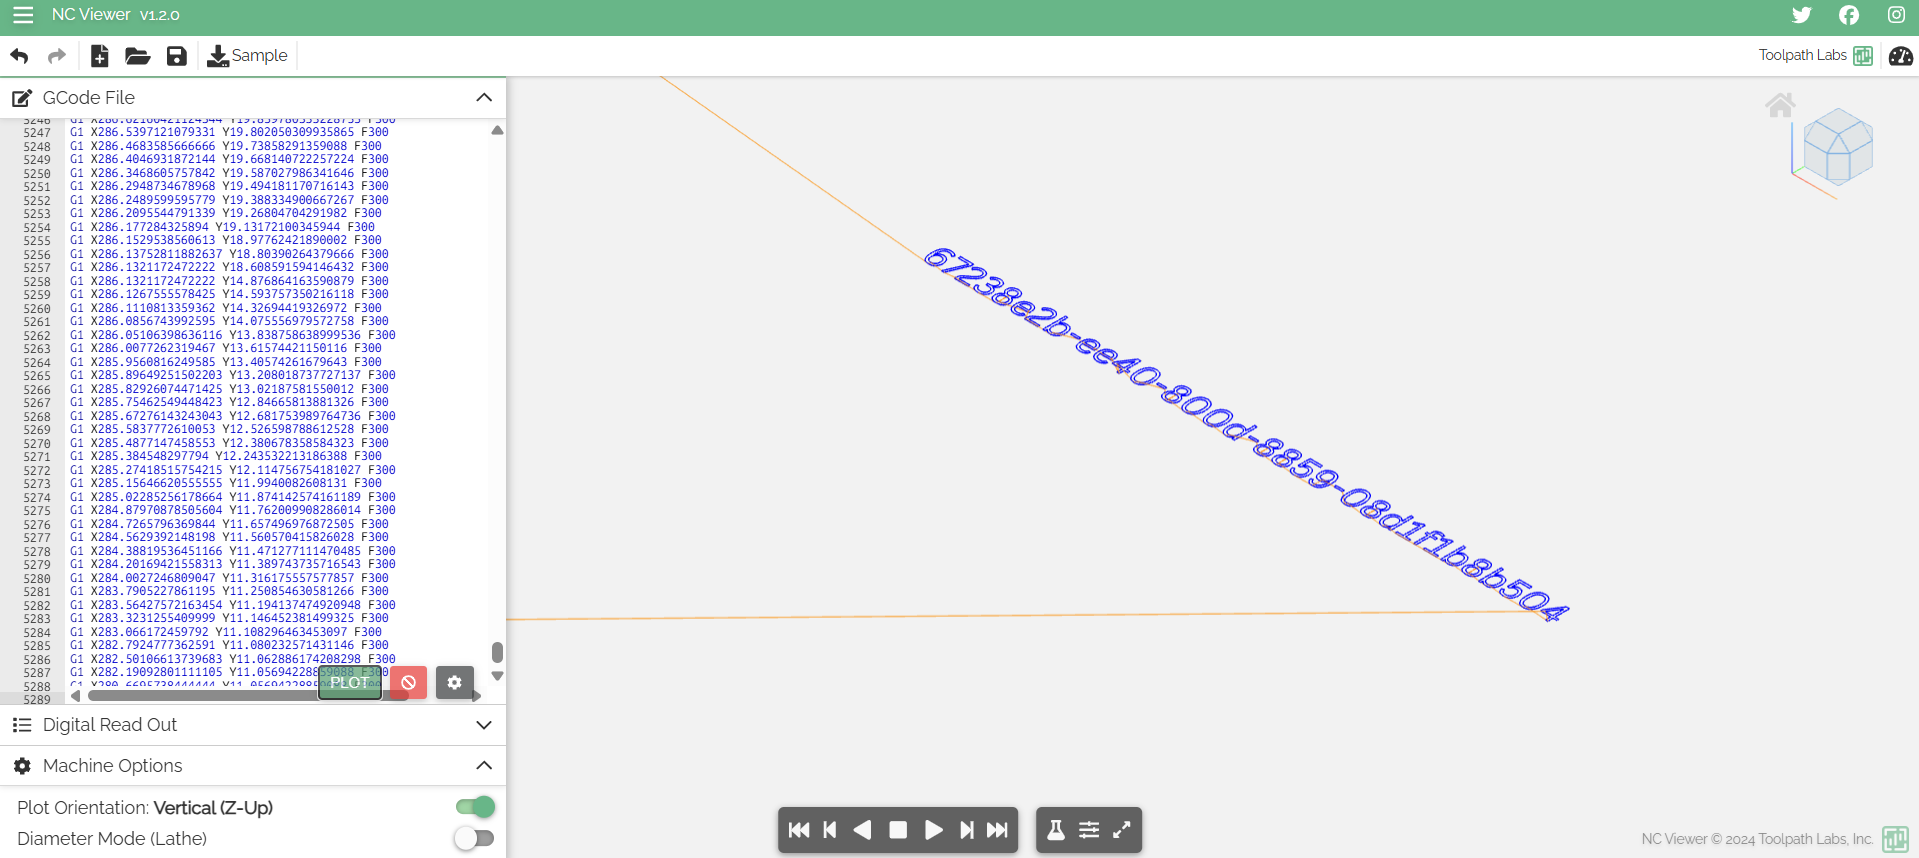 NC Viewer v1.2.0
Sample
Toolpath Labs
GCode File
5247 G1 X286.5397121079331 Y19.802050309935865 F300
5248 G1 X286.4683585666666 Y19.73858291359088 F300
5249 G1 X286.4046931872144 Y19.668140722257224 F300
5250 G1 X286.3468605757842 Y19.587027986341646 F300
5251 G1 X286.2948734678968 Y19.494181170716143 F300
5252 G1 X286.2489599595779 Y19.388334900667267 F300
5253 G1 X286.2095544791339 Y19.26804704291982 F300
5254 G1 X286.177284325894 Y19.13172100345944 F300
5255 G1 X286.1529538560613 Y18.97762421890002 F300
5256 G1 X286.13752811882637 Y18.80390264379666 F300
5257 G1 X286.1321172472222 Y18.608591594146432 F300
5258 G1 X286.1321172472222 Y14.876864163590879 F300
5259 G1 X286.1267555578425 Y14.593757350216118 F300
5260 G1 X286.1110813359362 Y14.32694419326972 F300
5261 G1 X286.0856743992595 Y14.075556979572758 F300
5262 G1 X286.05106398636116 Y13.838758638999536 F300
5263 G1 X286.0077262319467 Y13.61574421150116 F300
5264 G1 X285.9560816249585 Y13.40574261679643 F300
5265 G1 X285.89649251502203 Y13.208018737727137 F300
5266 G1 X285.82926074471425 Y13.02187581550012 F300
5267 G1 X285.75462549448423 Y12.84665813881326 F300
5268 G1 X285.67276143243043 Y12.681753989764736 F300
5269 G1 X285.5837772610053 Y12.526598788612528 F300
5270 G1 X285.4877147458553 Y12.380678358584323 F300
5271 G1 X285.384548297794 Y12.243532213186388 F300
5272 G1 X285.27418515754215 Y12.114756754181027 F300
5273 G1 X285.15646620555555 Y11.9940082608131 F300
5274 G1 X285.02285256178664 Y11.874142574161189 F300
5275 G1 X284.87970878505604 Y11.762009908286014 F300
5276 G1 X284.7265796369844 Y11.657496976872505 F300
5277 G1 X284.5629392148198 Y11.560570415826028 F300
5278 G1 X284.38819536451166 Y11.471277111470485 F300
5279 G1 X284.20169421558313 Y11.389743735716543 F300
5280 G1 X284.0027246809047 Y11.316175557577857 F300
5281 G1 X283.7905227861195 Y11.250854630581266 F300
5282 G1 X283.56427572163454 Y11.194137474920948 F300
5283 G1 X283.3231255409999 Y11.146452381499325 F300
5284 G1 X283.066172459792 Y11.108296463453097 F300
5285 G1 X282.7924777362591 Y11.080232571431146 F300
5286 G1 X282.50106613739683 Y11.062886174208298 F300
5287 G1 X282.19092801111105
5288
5289
PLOT
Digital Read Out
Machine Options
Plot Orientation: Vertical (Z-Up)
Diameter Mode (Lathe)
67238e2b-ee40-800d-8859-08d1f1b8b504
NC Viewer © 2024 Toolpath Labs, Inc.